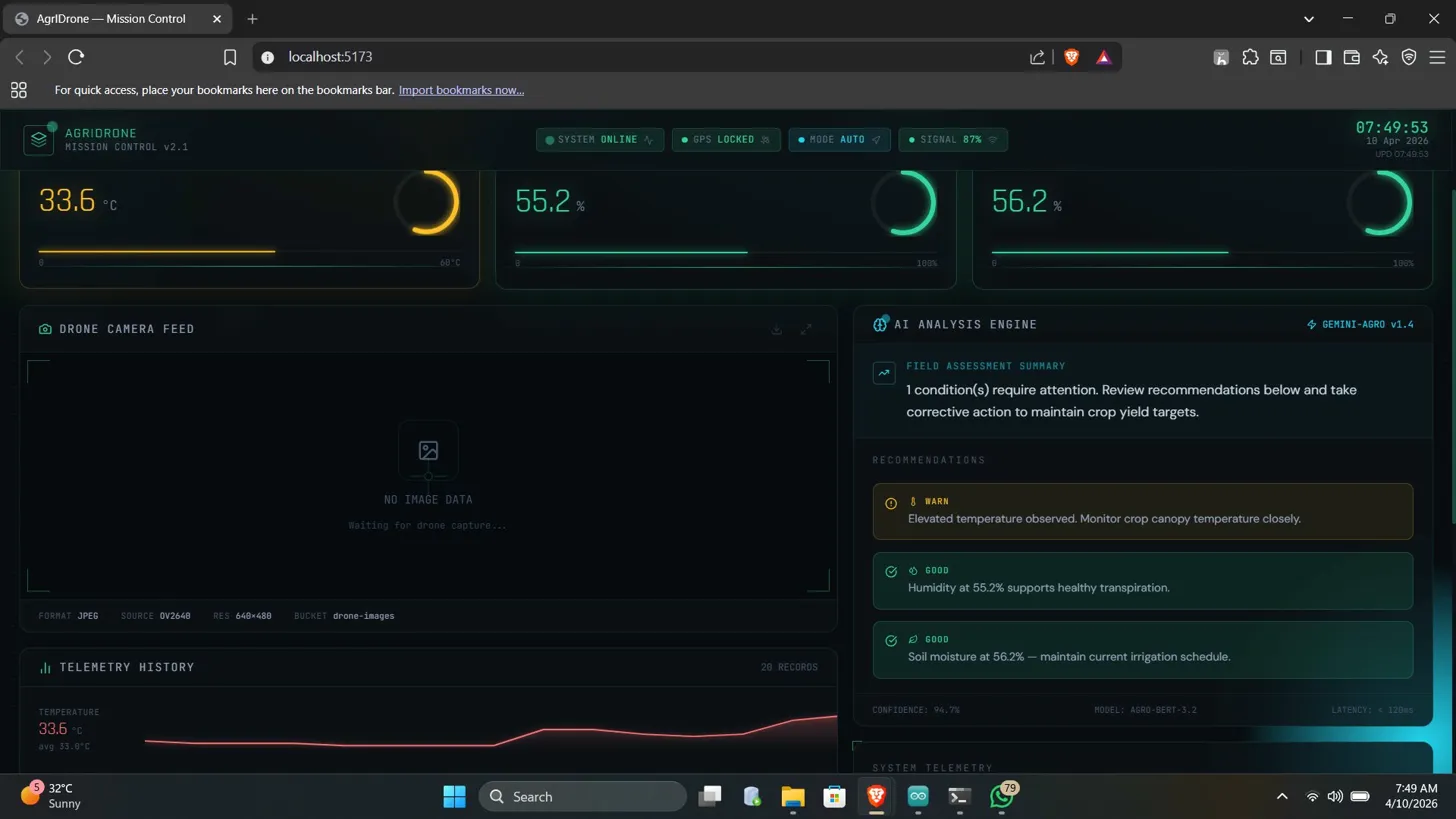 AgriDrone — Mission Control
localhost:5173
For quick access, place your bookmarks here on the bookmarks bar. Import bookmarks now...
AGRIDRONE
MISSION CONTROL v2.1
SYSTEM ONLINE
GPS LOCKED
MODE AUTO
SIGNAL 87%
07:49:53
10 Apr 2026
UPD 07:49:53
33.6 °C
0 60°C
55.2 %
0 100%
56.2 %
0 100%
DRONE CAMERA FEED
NO IMAGE DATA
Waiting for drone capture...
FORMAT JPEG SOURCE OV2640 RES 640×480 BUCKET drone-images
TELEMETRY HISTORY
20 RECORDS
TEMPERATURE
33.6 °C
avg 33.0°C
AI ANALYSIS ENGINE
GEMINI-AGRO v1.4
FIELD ASSESSMENT SUMMARY
1 condition(s) require attention. Review recommendations below and take
corrective action to maintain crop yield targets.
RECOMMENDATIONS
WARN
Elevated temperature observed. Monitor crop canopy temperature closely.
GOOD
Humidity at 55.2% supports healthy transpiration.
GOOD
Soil moisture at 56.2% — maintain current irrigation schedule.
CONFIDENCE: 94.7% MODEL: AGRO-BERT-3.2 LATENCY: < 120ms
SYSTEM TELEMETRY
5
32°C
Sunny
Search
79
7:49 AM
4/10/2026